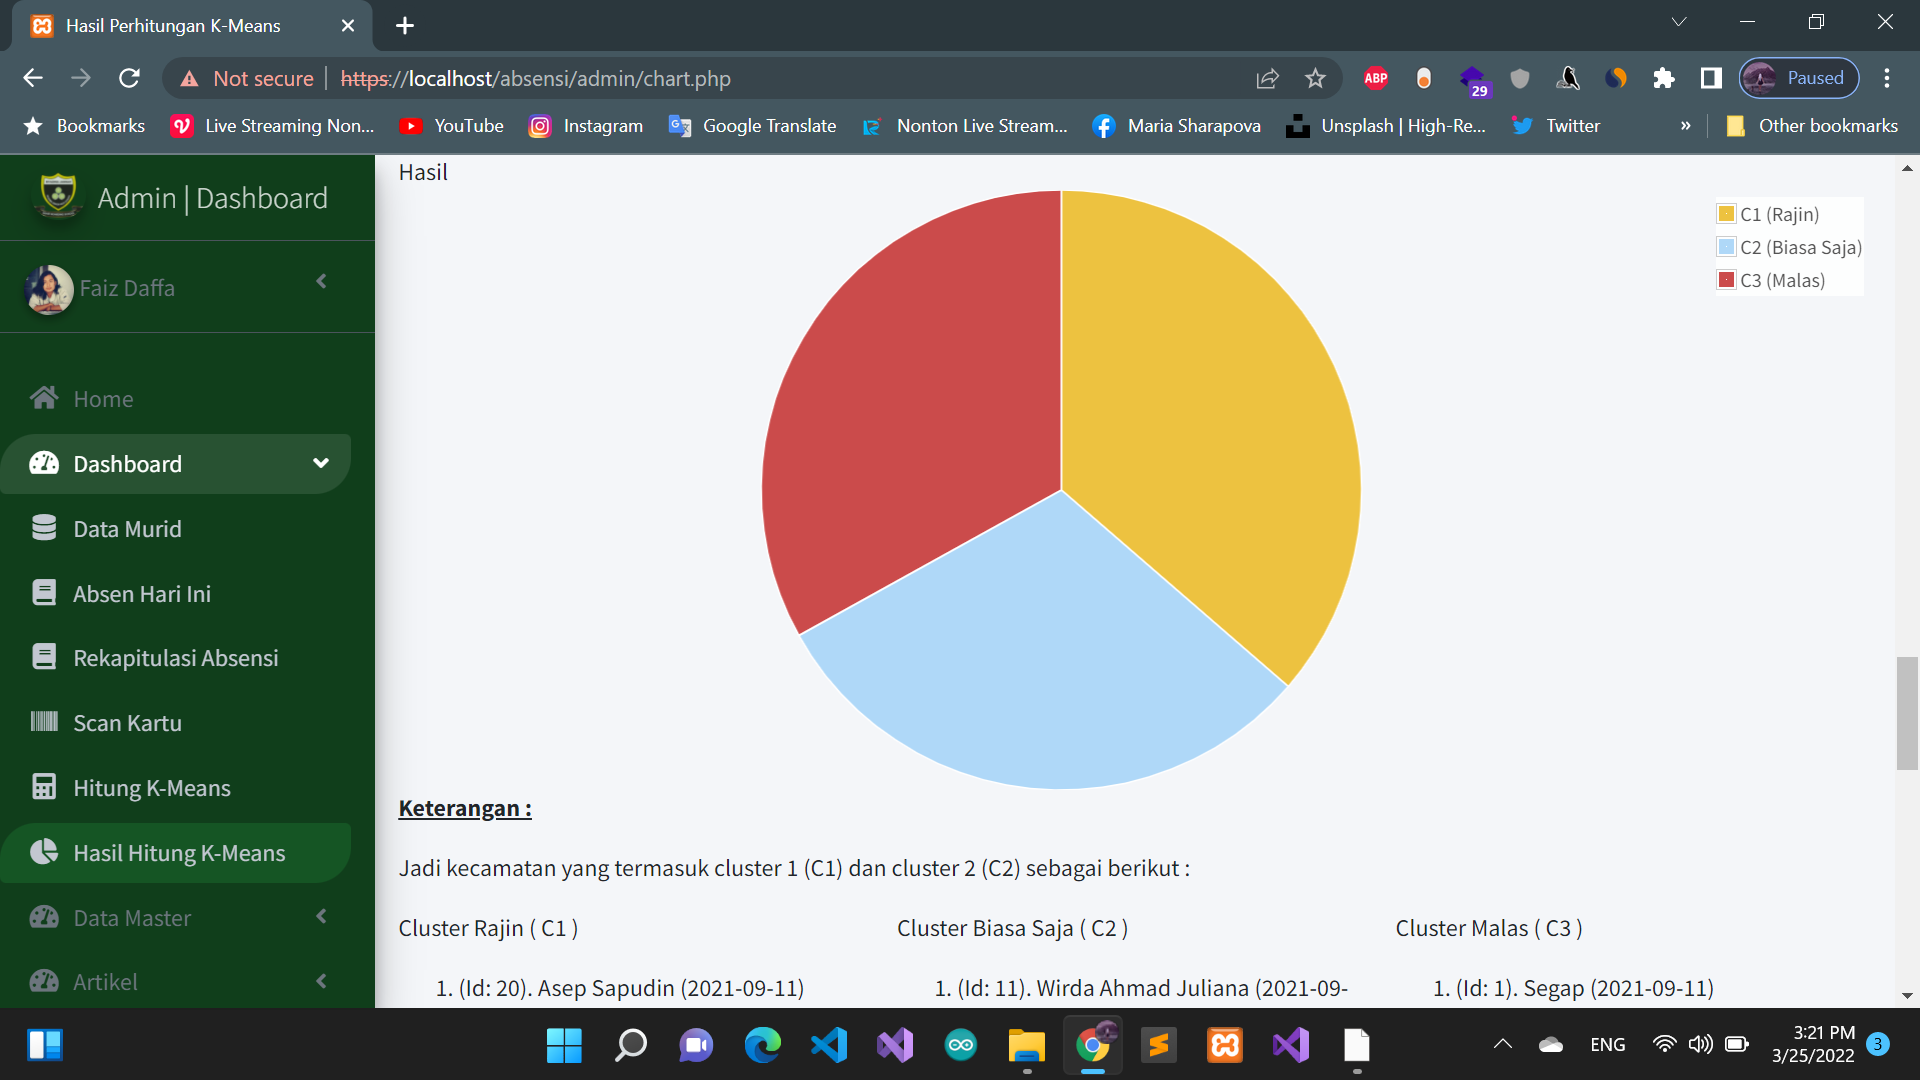 Hasil Perhitungan K-Means
Not secure | https://localhost/absensi/admin/chart.php
ABP
29
Paused
Bookmarks
Live Streaming Non...
YouTube
Instagram
Google Translate
Nonton Live Stream...
Maria Sharapova
Unsplash | High-Re...
Twitter
»
Other bookmarks
Admin | Dashboard
Faiz Daffa
Home
Dashboard
Data Murid
Absen Hari Ini
Rekapitulasi Absensi
Scan Kartu
Hitung K-Means
Hasil Hitung K-Means
Data Master
Artikel
Hasil
C1 (Rajin)
C2 (Biasa Saja)
C3 (Malas)
Keterangan :
Jadi kecamatan yang termasuk cluster 1 (C1) dan cluster 2 (C2) sebagai berikut :
Cluster Rajin ( C1 )
1. (Id: 20). Asep Sapudin (2021-09-11)
Cluster Biasa Saja ( C2 )
1. (Id: 11). Wirda Ahmad Juliana (2021-09-
Cluster Malas ( C3 )
1. (Id: 1). Segap (2021-09-11)
ENG
3:21 PM
3/25/2022
3